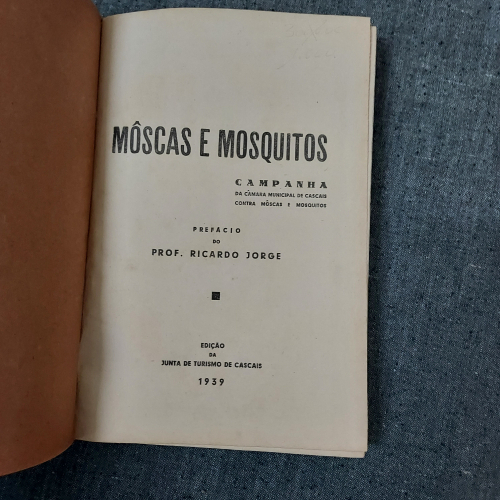 MÔSCAS E MOSQUITOS
CAMPANHA
DA CÂMARA MUNICIPAL DE CASCAIS
CONTRA MÔSCAS E MOSQUITOS
PREFÁCIO
DO
PROF. RICARDO JORGE
EDIÇÃO
DA
JUNTA DE TURISMO DE CASCAIS
1939